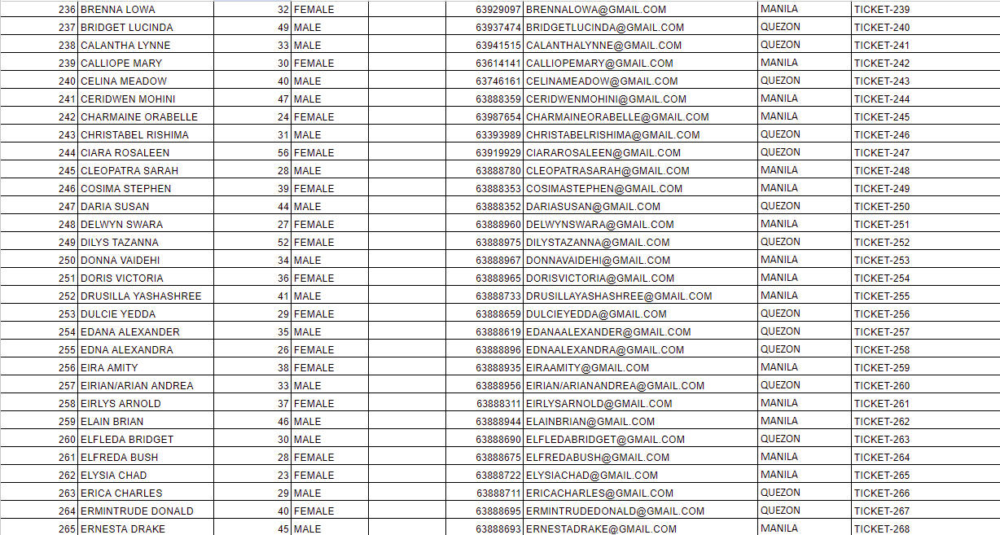 236 BRENNA LOWA 32 FEMALE 63929097 BRENNALOWA@GMAIL.COM MANILA TICKET-239
237 BRIDGET LUCINDA 49 MALE 63937474 BRIDGETLUCINDA@GMAIL.COM QUEZON TICKET-240
238 CALANTHA LYNNE 33 MALE 63941515 CALANTHALYNNE@GMAIL.COM QUEZON TICKET-241
239 CALLIOPE MARY 30 FEMALE 63614141 CALLIOPEMARY@GMAIL.COM MANILA TICKET-242
240 CELINA MEADOW 40 MALE 63746161 CELINAMEADOW@GMAIL.COM QUEZON TICKET-243
241 CERIDWEN MOHINI 47 MALE 63888359 CERIDWENMOHINI@GMAIL.COM MANILA TICKET-244
242 CHARMAINE ORABELLE 24 FEMALE 63987654 CHARMAINEORABELLE@GMAIL.COM MANILA TICKET-245
243 CHRISTABEL RISHIMA 31 MALE 63393989 CHRISTABELRISHIMA@GMAIL.COM QUEZON TICKET-246
244 CIARA ROSALEEN 56 FEMALE 63919929 CIARAROSALEEN@GMAIL.COM QUEZON TICKET-247
245 CLEOPATRA SARAH 28 MALE 63888780 CLEOPATRASARAH@GMAIL.COM MANILA TICKET-248
246 COSIMA STEPHEN 39 FEMALE 63888353 COSIMASTEPHEN@GMAIL.COM MANILA TICKET-249
247 DARIA SUSAN 44 MALE 63888352 DARIASUSAN@GMAIL.COM QUEZON TICKET-250
248 DELWYN SWARA 27 FEMALE 63888960 DELWYNSWARA@GMAIL.COM MANILA TICKET-251
249 DILYS TAZANNA 52 FEMALE 63888975 DILYSTAZANNA@GMAIL.COM QUEZON TICKET-252
250 DONNA VAIDEHI 34 MALE 63888967 DONNAVAIDEHI@GMAIL.COM MANILA TICKET-253
251 DORIS VICTORIA 36 FEMALE 63888965 DORISVICTORIA@GMAIL.COM MANILA TICKET-254
252 DRUSILLA YASHASHREE 41 MALE 63888733 DRUSILLAYASHASHREE@GMAIL.COM MANILA TICKET-255
253 DULCIE YEDDA 29 FEMALE 63888659 DULCIEYEDDA@GMAIL.COM QUEZON TICKET-256
254 EDANA ALEXANDER 35 MALE 63888619 EDANAALEXANDER@GMAIL.COM QUEZON TICKET-257
255 EDNA ALEXANDRA 26 FEMALE 63888896 EDNAALEXANDRA@GMAIL.COM QUEZON TICKET-258
256 EIRA AMITY 38 FEMALE 63888935 EIRAAMITY@GMAIL.COM MANILA TICKET-259
257 EIRIAN/ARIAN ANDREA 33 MALE 63888956 EIRIAN/ARIANANDREA@GMAIL.COM QUEZON TICKET-260
258 EIRLYS ARNOLD 37 FEMALE 63888311 EIRLYSARNOLD@GMAIL.COM MANILA TICKET-261
259 ELAIN BRIAN 46 MALE 63888944 ELAINBRIAN@GMAIL.COM MANILA TICKET-262
260 ELFLEDA BRIDGET 30 MALE 63888690 ELFLEDABRIDGET@GMAIL.COM QUEZON TICKET-263
261 ELFREDA BUSH 28 FEMALE 63888675 ELFREDABUSH@GMAIL.COM MANILA TICKET-264
262 ELYSIA CHAD 23 FEMALE 63888722 ELYSIACHAD@GMAIL.COM MANILA TICKET-265
263 ERICA CHARLES 29 MALE 63888711 ERICACHARLES@GMAIL.COM QUEZON TICKET-266
264 ERMINTRUDE DONALD 40 FEMALE 63888695 ERMINTRUDEDONALD@GMAIL.COM QUEZON TICKET-267
265 ERNESTA DRAKE 45 MALE 63888693 ERNESTADRAKE@GMAIL.COM MANILA TICKET-268